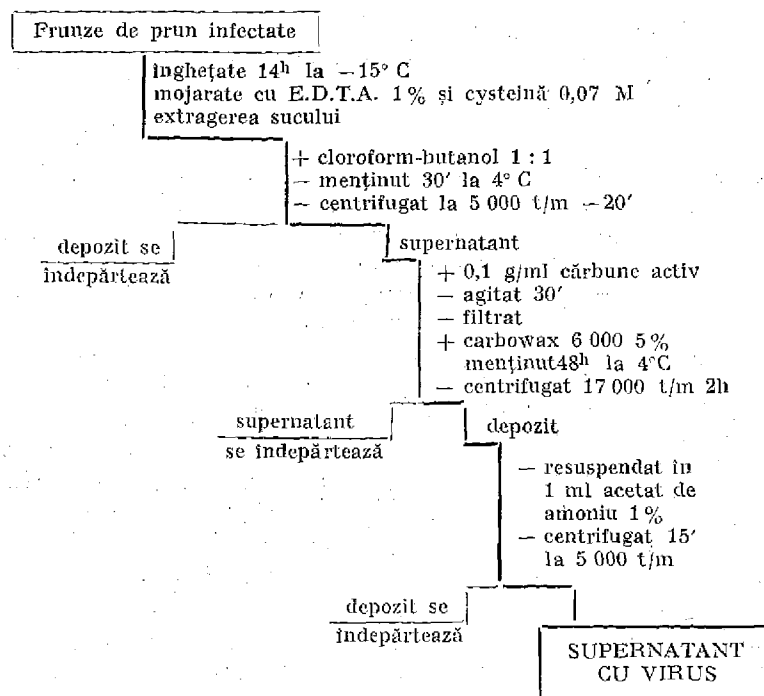 Frunze de prun infectate
înghețate 14h la −15° C
mojarate cu E.D.T.A. 1% și cysteină 0,07 M
extragerea sucului
+ cloroform-butanol 1 : 1
− menținut 30′ la 4° C
− centrifugat la 5 000 t/m −20′
depozit se
îndepărtează
supernatant
+ 0,1 g/ml cărbune activ
− agitat 30′
− filtrat
+ carbowax 6 000 5%
menținut48h la 4°C
− centrifugat 17 000 t/m 2h
supernatant
se îndepărtează
depozit
− resuspendat în
1 ml acetat de
amoniu 1%
− centrifugat 15′
la 5 000 t/m
depozit se
îndepărtează
SUPERNATANT
CU VIRUS